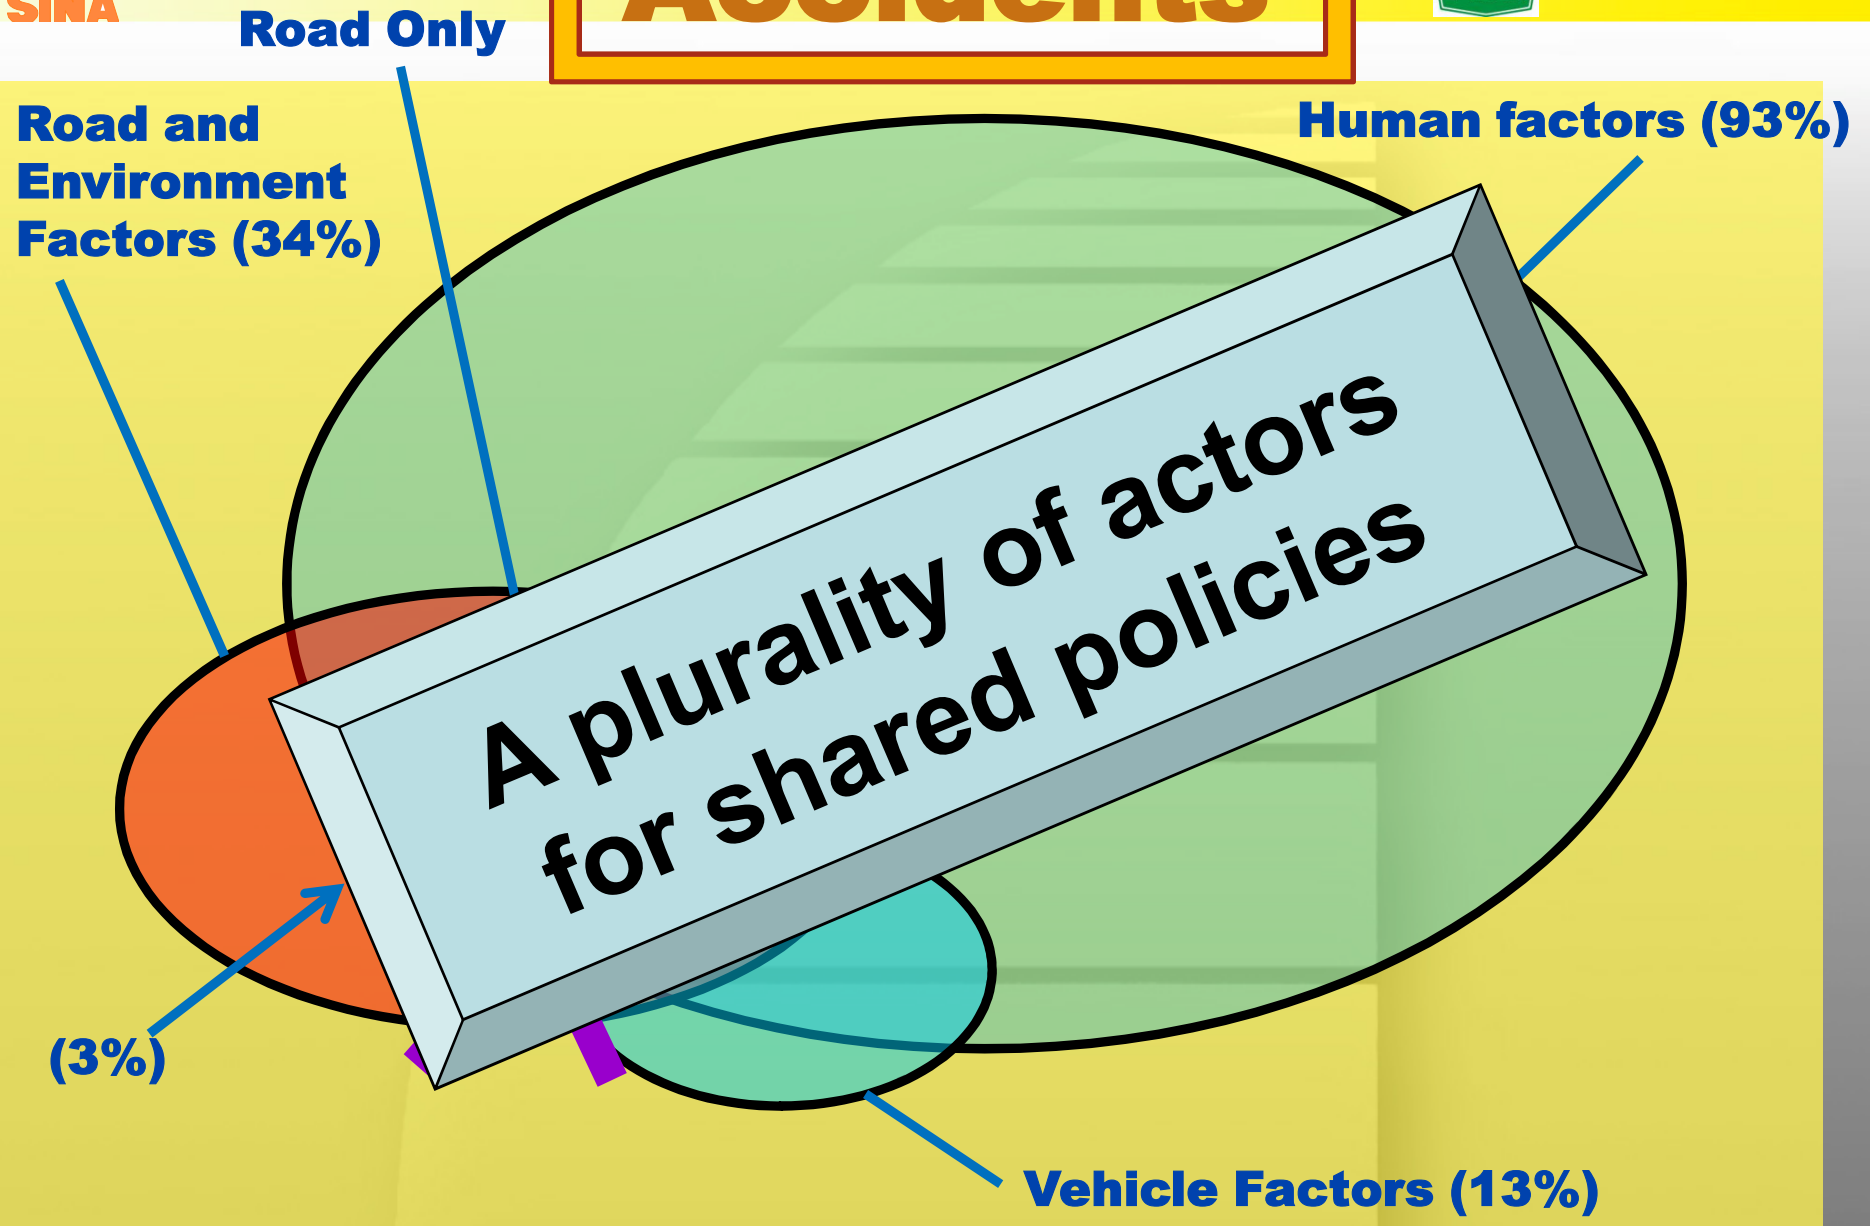 SINA
Accidents
Road Only
Road and
Environment
Factors (34%)
Human factors (93%)
A plurality of actors
for shared policies
(3%)
Vehicle Factors (13%)